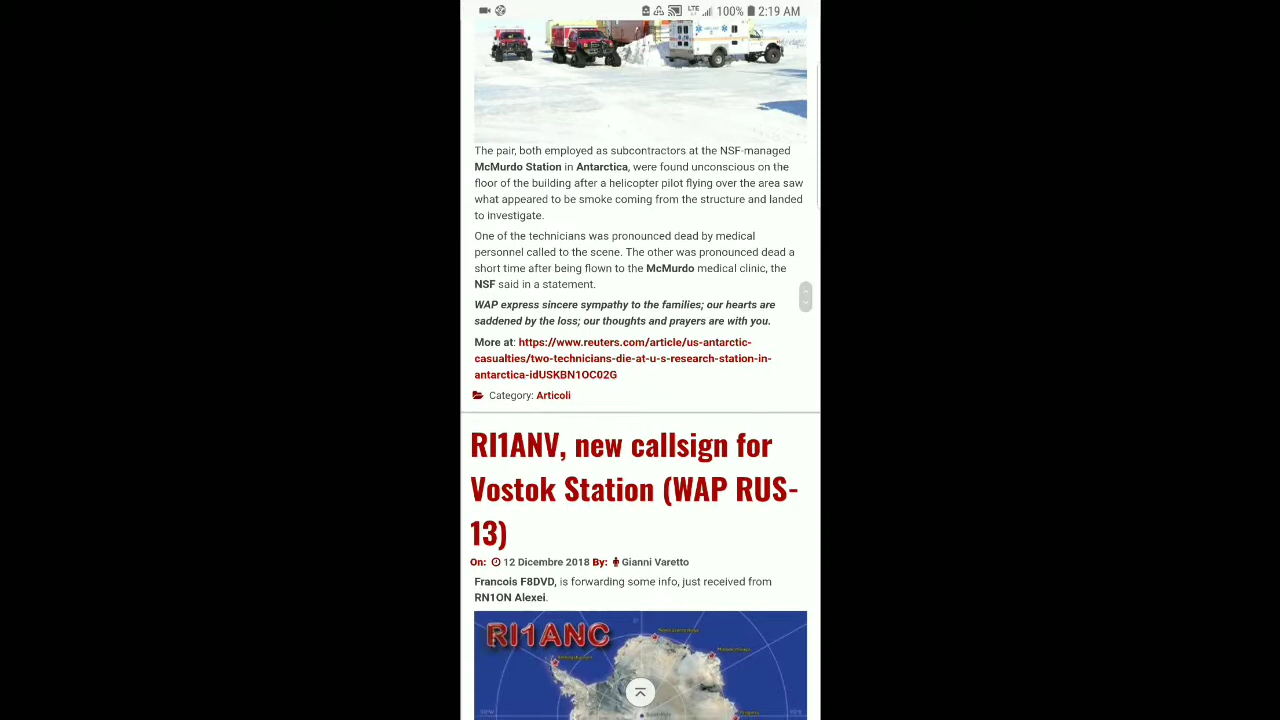 LTE 100% 2:19 AM
The pair, both employed as subcontractors at the NSF-managed
McMurdo Station in Antarctica, were found unconscious on the
floor of the building after a helicopter pilot flying over the area saw
what appeared to be smoke coming from the structure and landed
to investigate.
One of the technicians was pronounced dead by medical
personnel called to the scene. The other was pronounced dead a
short time after being flown to the McMurdo medical clinic, the
NSF said in a statement.
WAP express sincere sympathy to the families; our hearts are
saddened by the loss; our thoughts and prayers are with you.
More at: https://www.reuters.com/article/us-antarctic-
casualties/two-technicians-die-at-u-s-research-station-in-
antarctica-idUSKBN1OC02G
Category: Articoli
RI1ANV, new callsign for
Vostok Station (WAP RUS-
13)
On: 12 Dicembre 2018 By: Gianni Varetto
Francois F8DVD, is forwarding some info, just received from
RN1ON Alexei.
RI1ANC